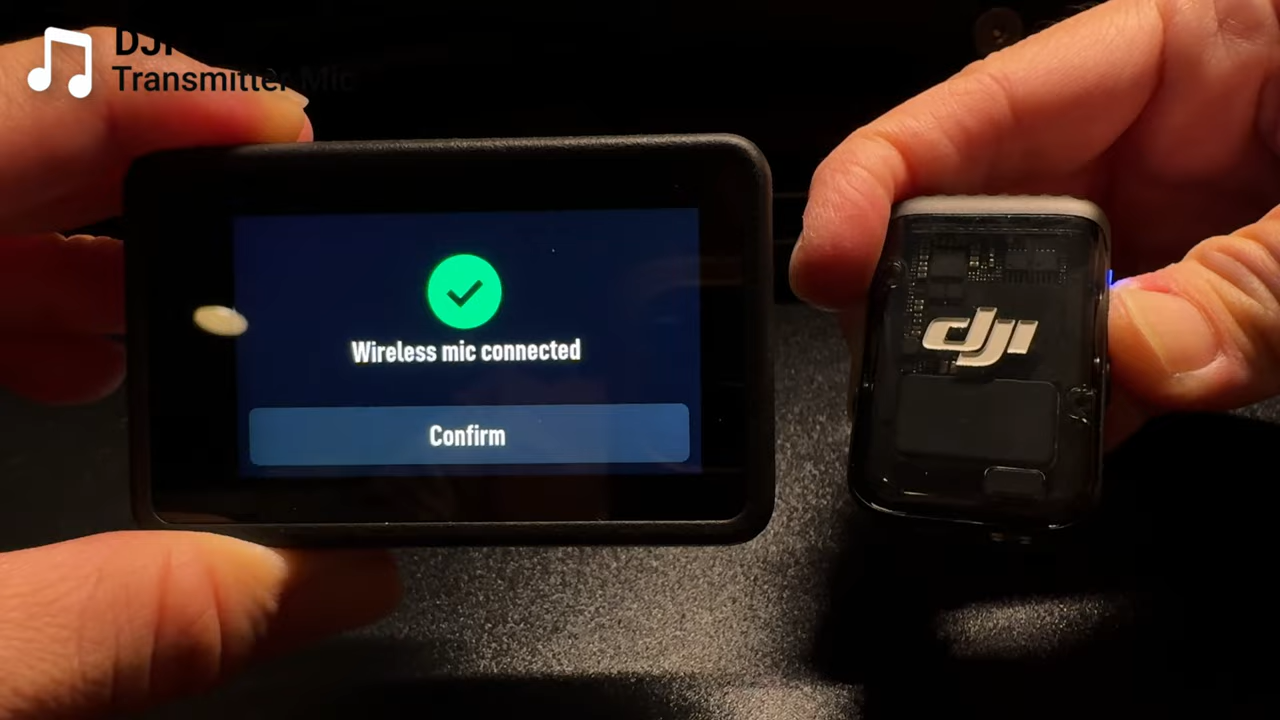 DJI
Transmitter Mic
Wireless mic connected
Confirm
dji